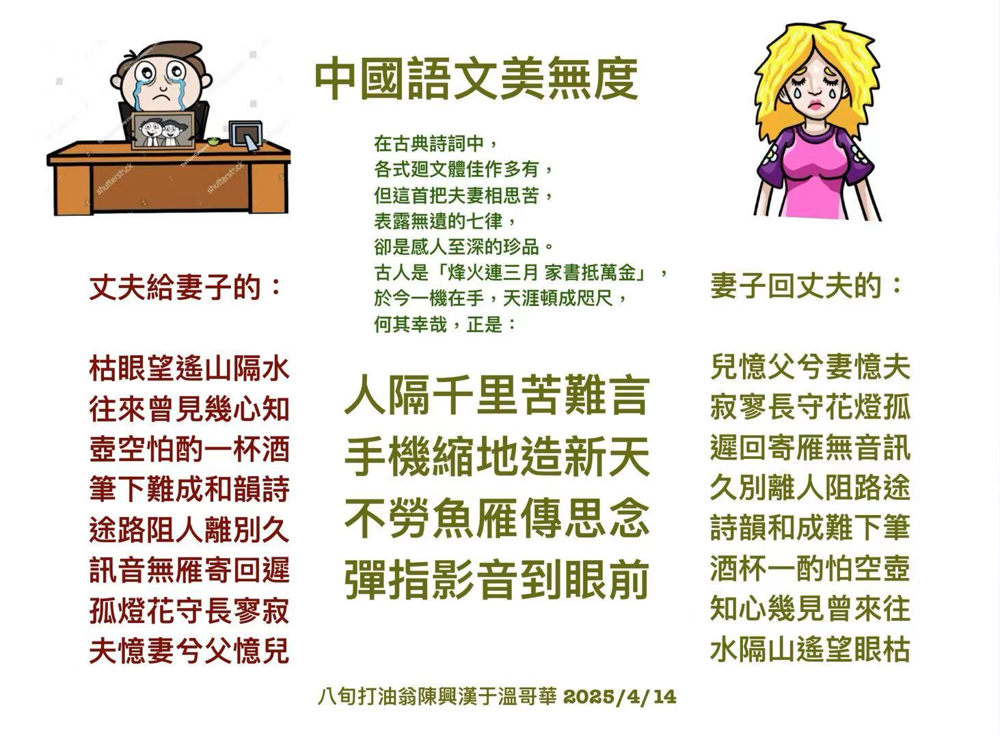 中國語文美無度
在古典詩詞中，
各式廻文體佳作多有，
但這首把夫妻相思苦，
表露無遺的七律，
卻是感人至深的珍品。
古人是「烽火連三月 家書抵萬金」，
於今一機在手，天涯頓成咫尺，
何其幸哉，正是：
丈夫給妻子的：
枯眼望遙山隔水
往來曾見幾心知
壺空怕酌一杯酒
筆下難成和韻詩
途路阻人離別久
訊音無雁寄回遲
孤燈花守長寥寂
夫憶妻兮父憶兒
人隔千里苦難言
手機縮地造新天
不勞魚雁傳思念
彈指影音到眼前
妻子回丈夫的：
兒憶父兮妻憶夫
寂寥長守花燈孤
遲回寄雁無音訊
久別離人阻路途
詩韻和成難下筆
酒杯一酌怕空壺
知心幾見曾來往
水隔山遙望眼枯
八旬打油翁陳興漢于溫哥華 2025/4/14
shutterstock
shutterstock